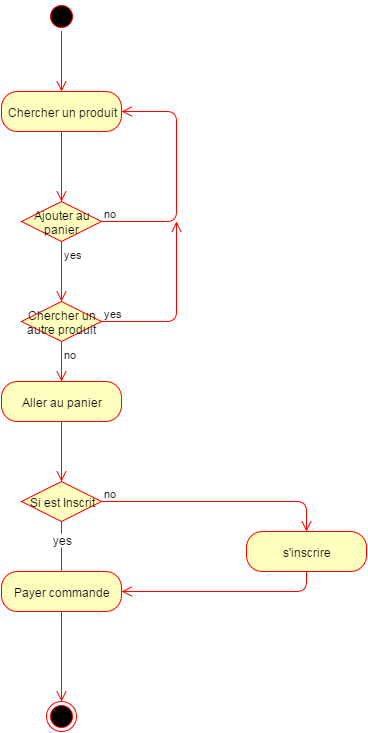 Chercher un produit
Ajouter au
panier
no
yes
Chercher un
autre produit
yes
no
Aller au panier
Si est Inscrit
no
yes
s'inscrire
Payer commande